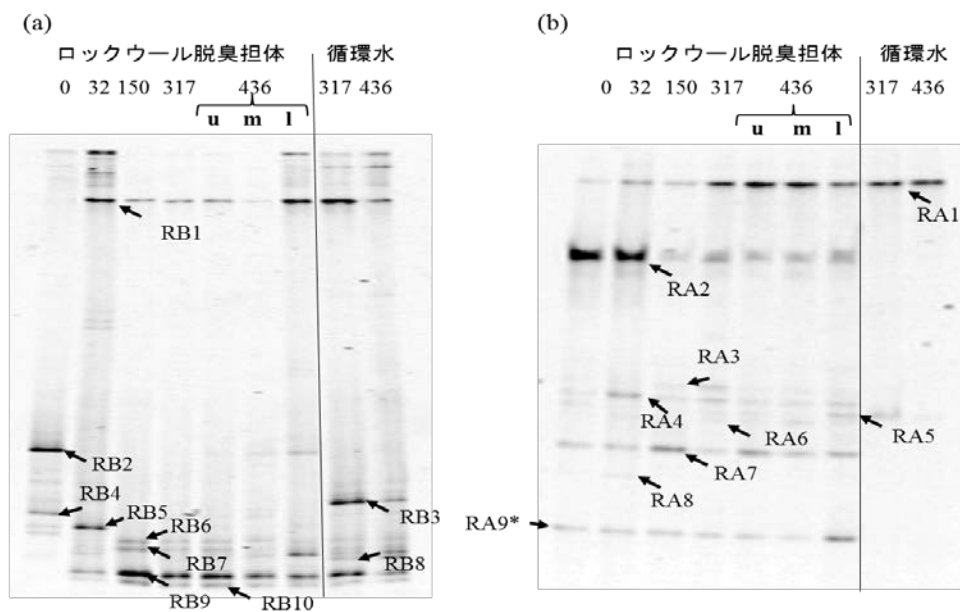 (a)
ロックウール脱臭担体 循環水
0 32 150 317 436 317 436
u m l
RB1
RB2
RB4
RB5
RB6
RB3
RB7
RB8
RB9
RB10
(b)
ロックウール脱臭担体 循環水
0 32 150 317 436 317 436
u m l
RA1
RA2
RA3
RA4
RA6
RA5
RA7
RA8
RA9*